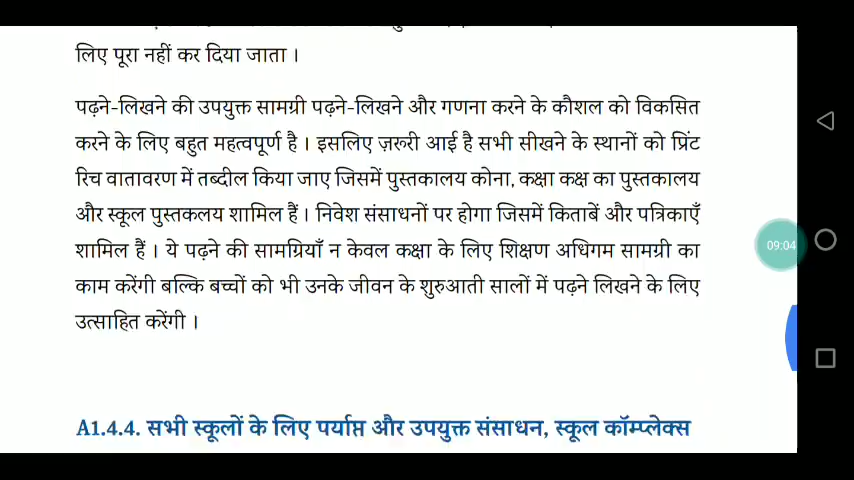 लिए पूरा नहीं कर दिया जाता ।
पढ़ने-लिखने की उपयुक्त सामग्री पढ़ने-लिखने और गणना करने के कौशल को विकसित
करने के लिए बहुत महत्वपूर्ण है । इसलिए ज़रूरी आई है सभी सीखने के स्थानों को प्रिंट
रिच वातावरण में तब्दील किया जाए जिसमें पुस्तकालय कोना, कक्षा कक्ष का पुस्तकालय
और स्कूल पुस्तकलय शामिल हैं । निवेश संसाधनों पर होगा जिसमें किताबें और पत्रिकाएँ
शामिल हैं । ये पढ़ने की सामग्रियाँ न केवल कक्षा के लिए शिक्षण अधिगम सामग्री का
काम करेंगी बल्कि बच्चों को भी उनके जीवन के शुरुआती सालों में पढ़ने लिखने के लिए
उत्साहित करेंगी ।
09:04
A1.4.4. सभी स्कूलों के लिए पर्याप्त और उपयुक्त संसाधन, स्कूल कॉम्प्लेक्स